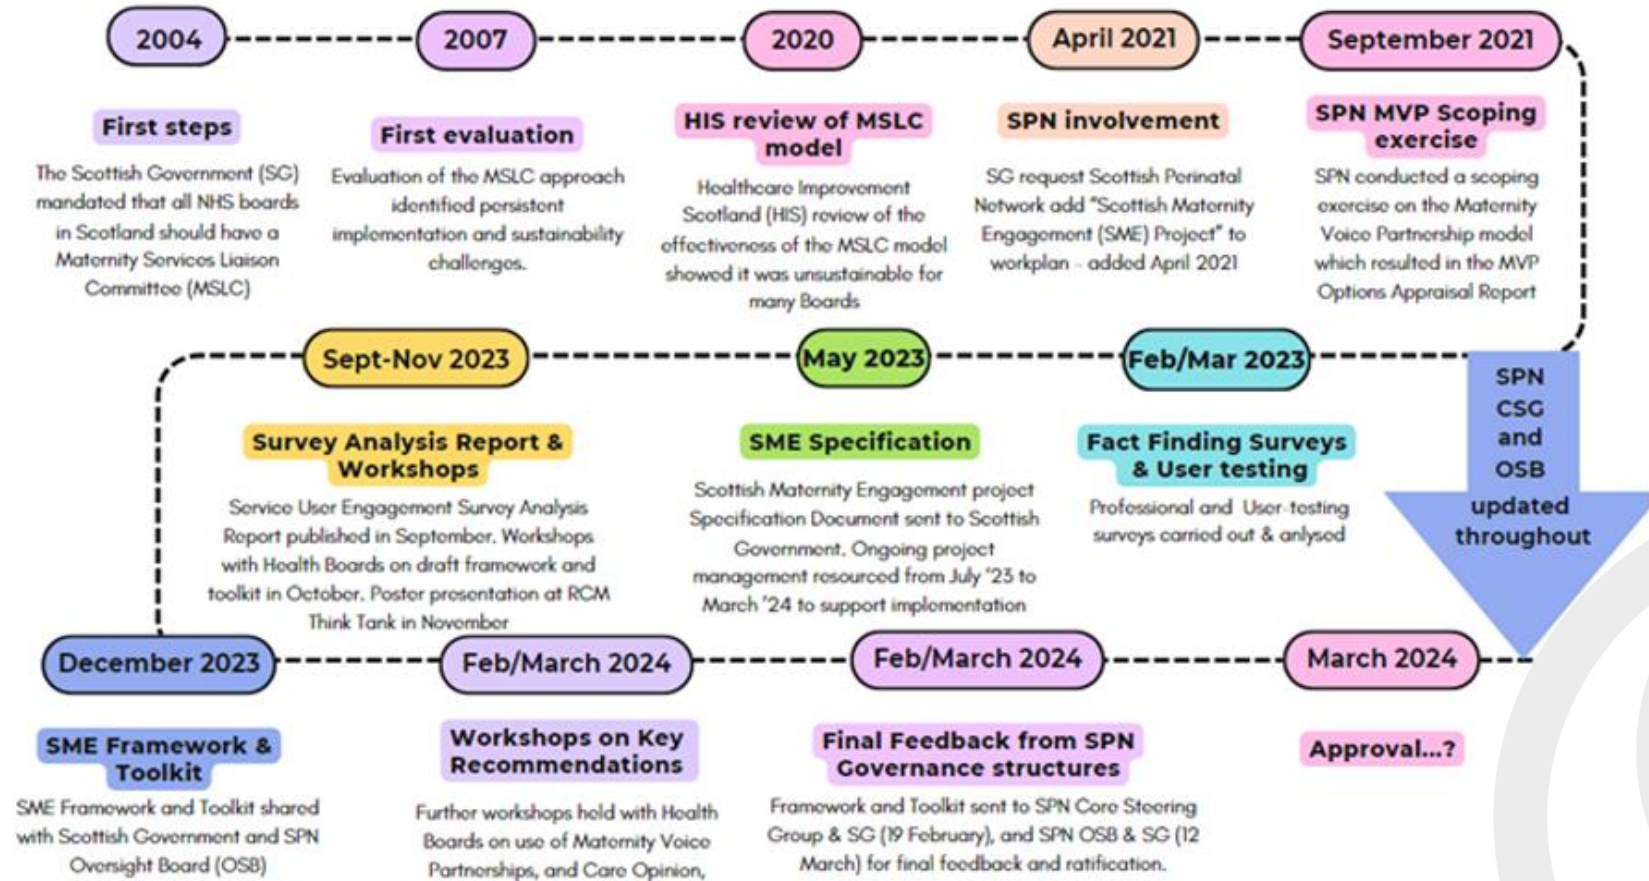 2004
2007
2020
April 2021
September 2021
First steps
The Scottish Government (SG)
mandated that all NHS boards
in Scotland should have a
Maternity Services Liaison
Committee (MSLC)
First evaluation
Evaluation of the MSLC approach
identified persistent
implementation and sustainability
challenges.
HIS review of MSLC
model
Healthcare Improvement
Scotland (HIS) review of the
effectiveness of the MSLC model
showed it was unsustainable for
many Boards
SPN involvement
SG request Scottish Perinatal
Network add "Scottish Maternity
Engagement (SME) Project" to
workplan - added April 2021
SPN MVP Scoping
exercise
SPN conducted a scoping
exercise on the Maternity
Voice Partnership model
which resulted in the MVP
Options Appraisal Report
SPN
CSG
and
OSB
updated
throughout
Feb/Mar 2023
Fact Finding Surveys
& User testing
Professional and User-testing
surveys carried out & anlysed
May 2023
SME Specification
Scottish Maternity Engagement project
Specification Document sent to Scottish
Government. Ongoing project
management resourced from July '23 to
March '24 to support implementation
Sept-Nov 2023
Survey Analysis Report &
Workshops
Service User Engagement Survey Analysis
Report published in September. Workshops
with Health Boards on draft framework and
toolkit in October. Poster presentation at RCM
Think Tank in November
December 2023
SME Framework &
Toolkit
SME Framework and Toolkit shared
with Scottish Government and SPN
Oversight Board (OSB)
Feb/March 2024
Workshops on Key
Recommendations
Further workshops held with Health
Boards on use of Maternity Voice
Partnerships, and Care Opinion,
Feb/March 2024
Final Feedback from SPN
Governance structures
Framework and Toolkit sent to SPN Core Steering
Group & SG (19 February), and SPN OSB & SG (12
March) for final feedback and ratification.
March 2024
Approval...?